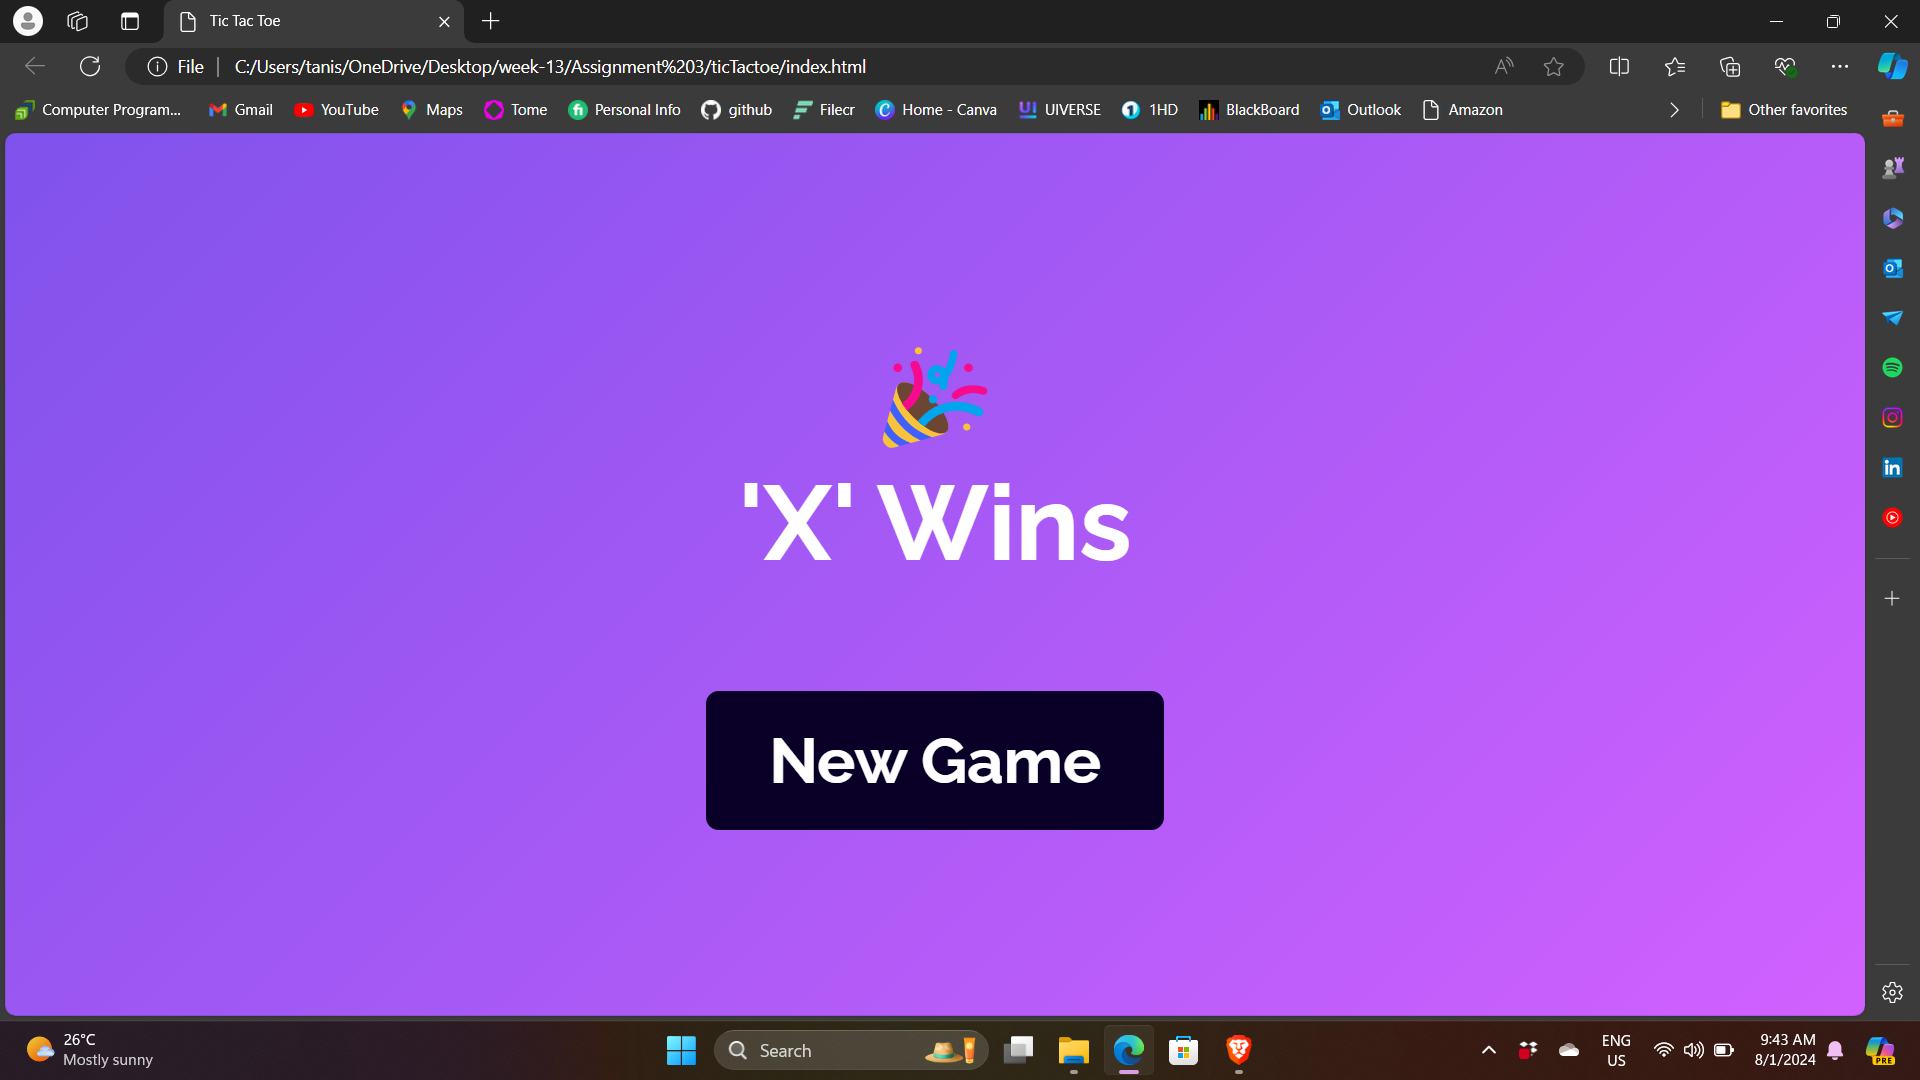 Tic Tac Toe
File
C:/Users/tanis/OneDrive/Desktop/week-13/Assignment%203/ticTactoe/index.html
Computer Program... Gmail YouTube Maps Tome Personal Info github Filecr Home - Canva UIVERSE 1HD BlackBoard Outlook Amazon Other favorites
'X' Wins
New Game
26°C
Mostly sunny
Search
ENG
US
9:43 AM
8/1/2024
PRE